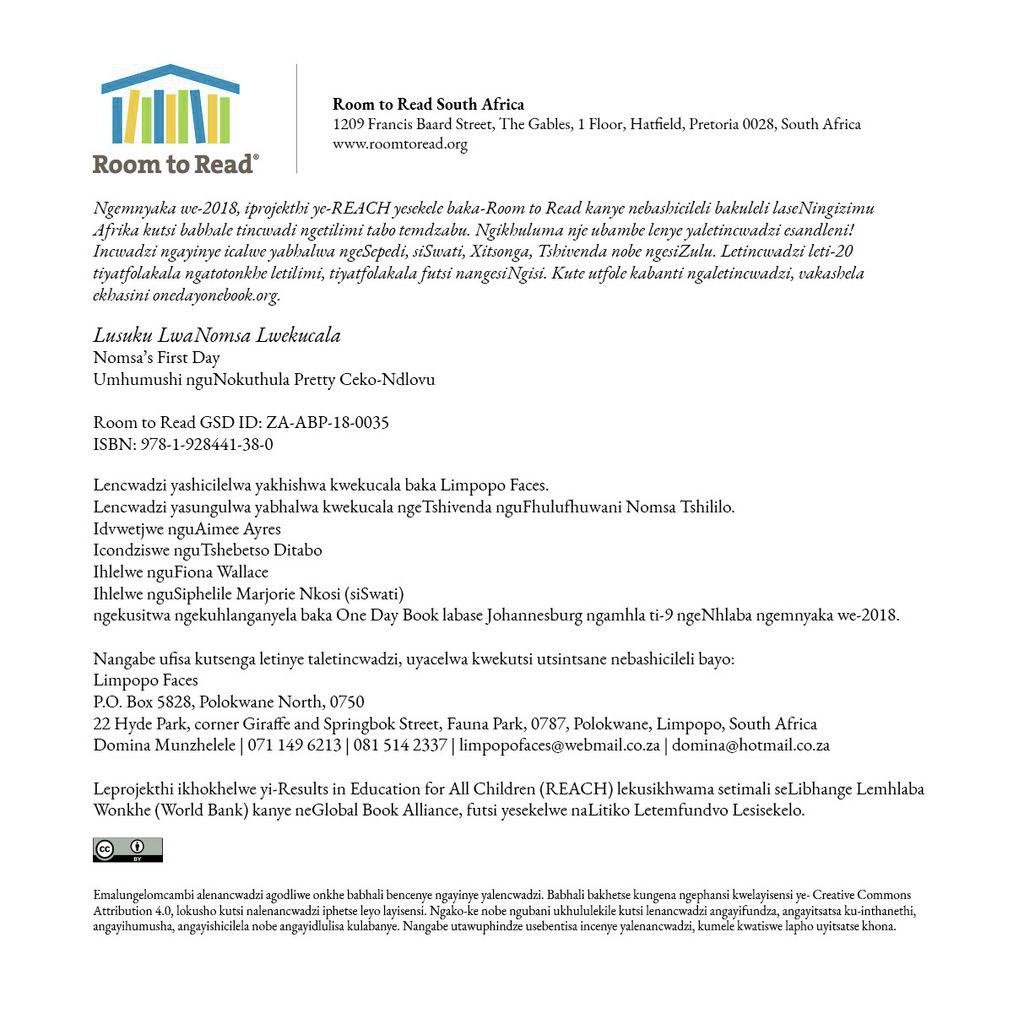 Room to Read®
Room to Read South Africa
1209 Francis Baard Street, The Gables, 1 Floor, Hatfield, Pretoria 0028, South Africa
www.roomtoread.org
Ngemnyaka we-2018, iprojekthi ye-REACH yesekele baka-Room to Read kanye nebashicileli bakuleli laseNingizimu
Afrika kutsi babhale tincwadi ngetilimi tabo temdzabu. Ngikhuluma nje ubambe lenye yaletincwadzi esandleni!
Incwadzi ngayinye icalwe yabhalwa ngeSepedi, siSwati, Xitsonga, Tshivenda nobe ngesiZulu. Letincwadzi leti-20
tiyatfolakala ngatotonkhe letilimi, tiyatfolakala futsi nangesiNgisi. Kute utfole kabanti ngaletincwadzi, vakashela
ekhasini onedayonebook.org.
Lusuku LwaNomsa Lwekucala
Nomsa's First Day
Umhumushi nguNokuthula Pretty Ceko-Ndlovu
Room to Read GSD ID: ZA-ABP-18-0035
ISBN: 978-1-928441-38-0
Lencwadzi yashicilelwa yakhishwa kwekucala baka Limpopo Faces.
Lencwadzi yasungulwa yabhalwa kwekucala ngeTshivenda nguFhulufhuwani Nomsa Tshililo.
Idvwetjwe nguAimee Ayres
Icondziswe nguTshebetso Ditabo
Ihlelwe nguFiona Wallace
Ihlelwe nguSiphelile Marjorie Nkosi (siSwati)
ngekusitwa ngekuhlanganyela baka One Day Book labase Johannesburg ngamhla ti-9 ngeNhlaba ngemnyaka we-2018.
Nangabe ufisa kutsenga letinye taletincwadzi, uyacelwa kwekutsi utsintsane nebashicileli bayo:
Limpopo Faces
P.O. Box 5828, Polokwane North, 0750
22 Hyde Park, corner Giraffe and Springbok Street, Fauna Park, 0787, Polokwane, Limpopo, South Africa
Domina Munzhelele | 071 149 6213 | 081 514 2337 | limpopofaces@webmail.co.za | domina@hotmail.co.za
Leprojekthi ikhokhelwe yi-Results in Education for All Children (REACH) lekusikhwama setimali seLibhange Lemhlaba
Wonkhe (World Bank) kanye neGlobal Book Alliance, futsi yesekelwe naLitiko Letemfundvo Lesisekelo.
cc BY
Emalungelomcambi alenancwadzi agodliwe onkhe babhali bencenye ngayinye yalencwadzi. Babhali bakhetse kungena ngephansi kwelayisensi ye- Creative Commons
Attribution 4.0, lokusho kutsi nalenancwadzi iphetse leyo layisensi. Ngako-ke nobe ngubani ukhululekile kutsi lenancwadzi angayifundza, angayitsatsa ku-inthanethi,
angayihumusha, angayishicilela nobe angayidlulisa kulabanye. Nangabe utawuphindze usebentisa incenye yalenancwadzi, kumele kwatiswe lapho uyitsatse khona.